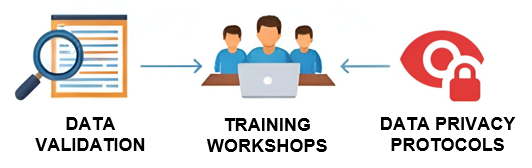 DATA
VALIDATION
TRAINING
WORKSHOPS
DATA PRIVACY
PROTOCOLS